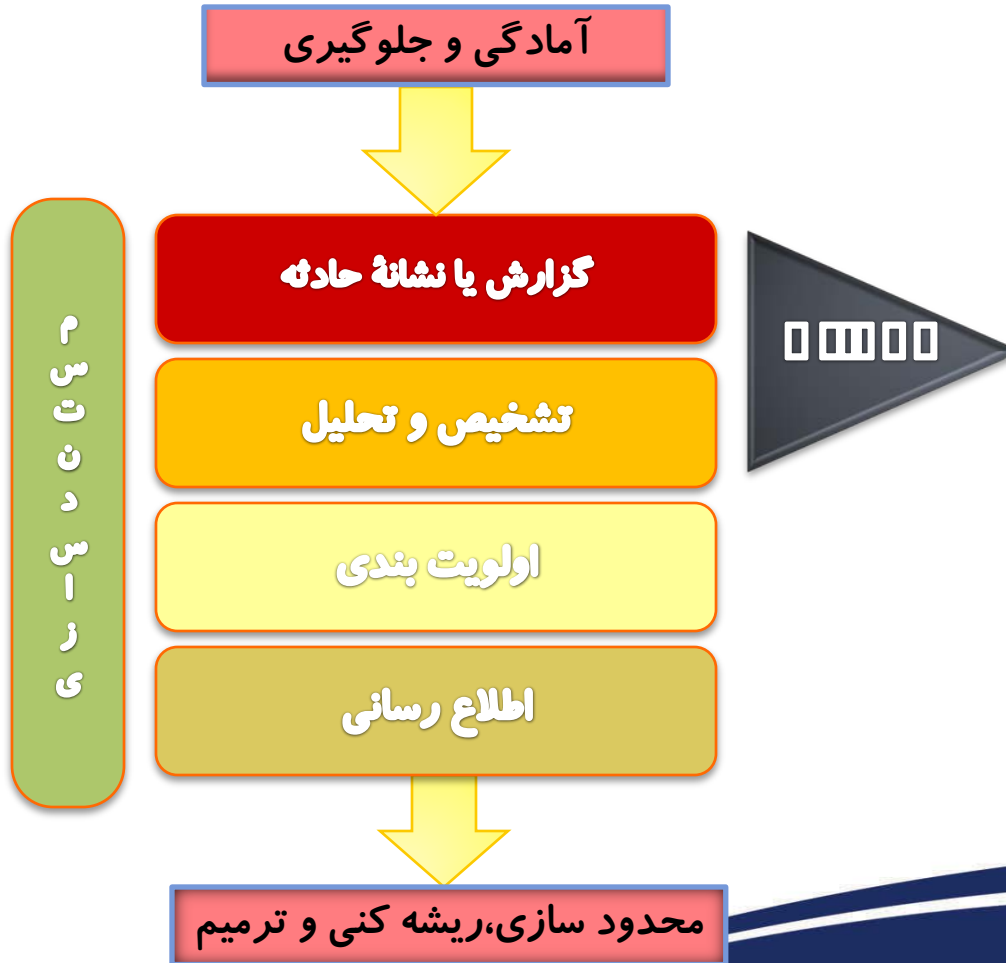 آمادگی و جلوگیری
گزارش یا نشانهٔ حادثه
تشخیص و تحلیل
اولویت بندی
اطلاع رسانی
م
س
ت
ن
د
س
ا
ز
ی
محدود سازی،ریشه کنی و ترمیم